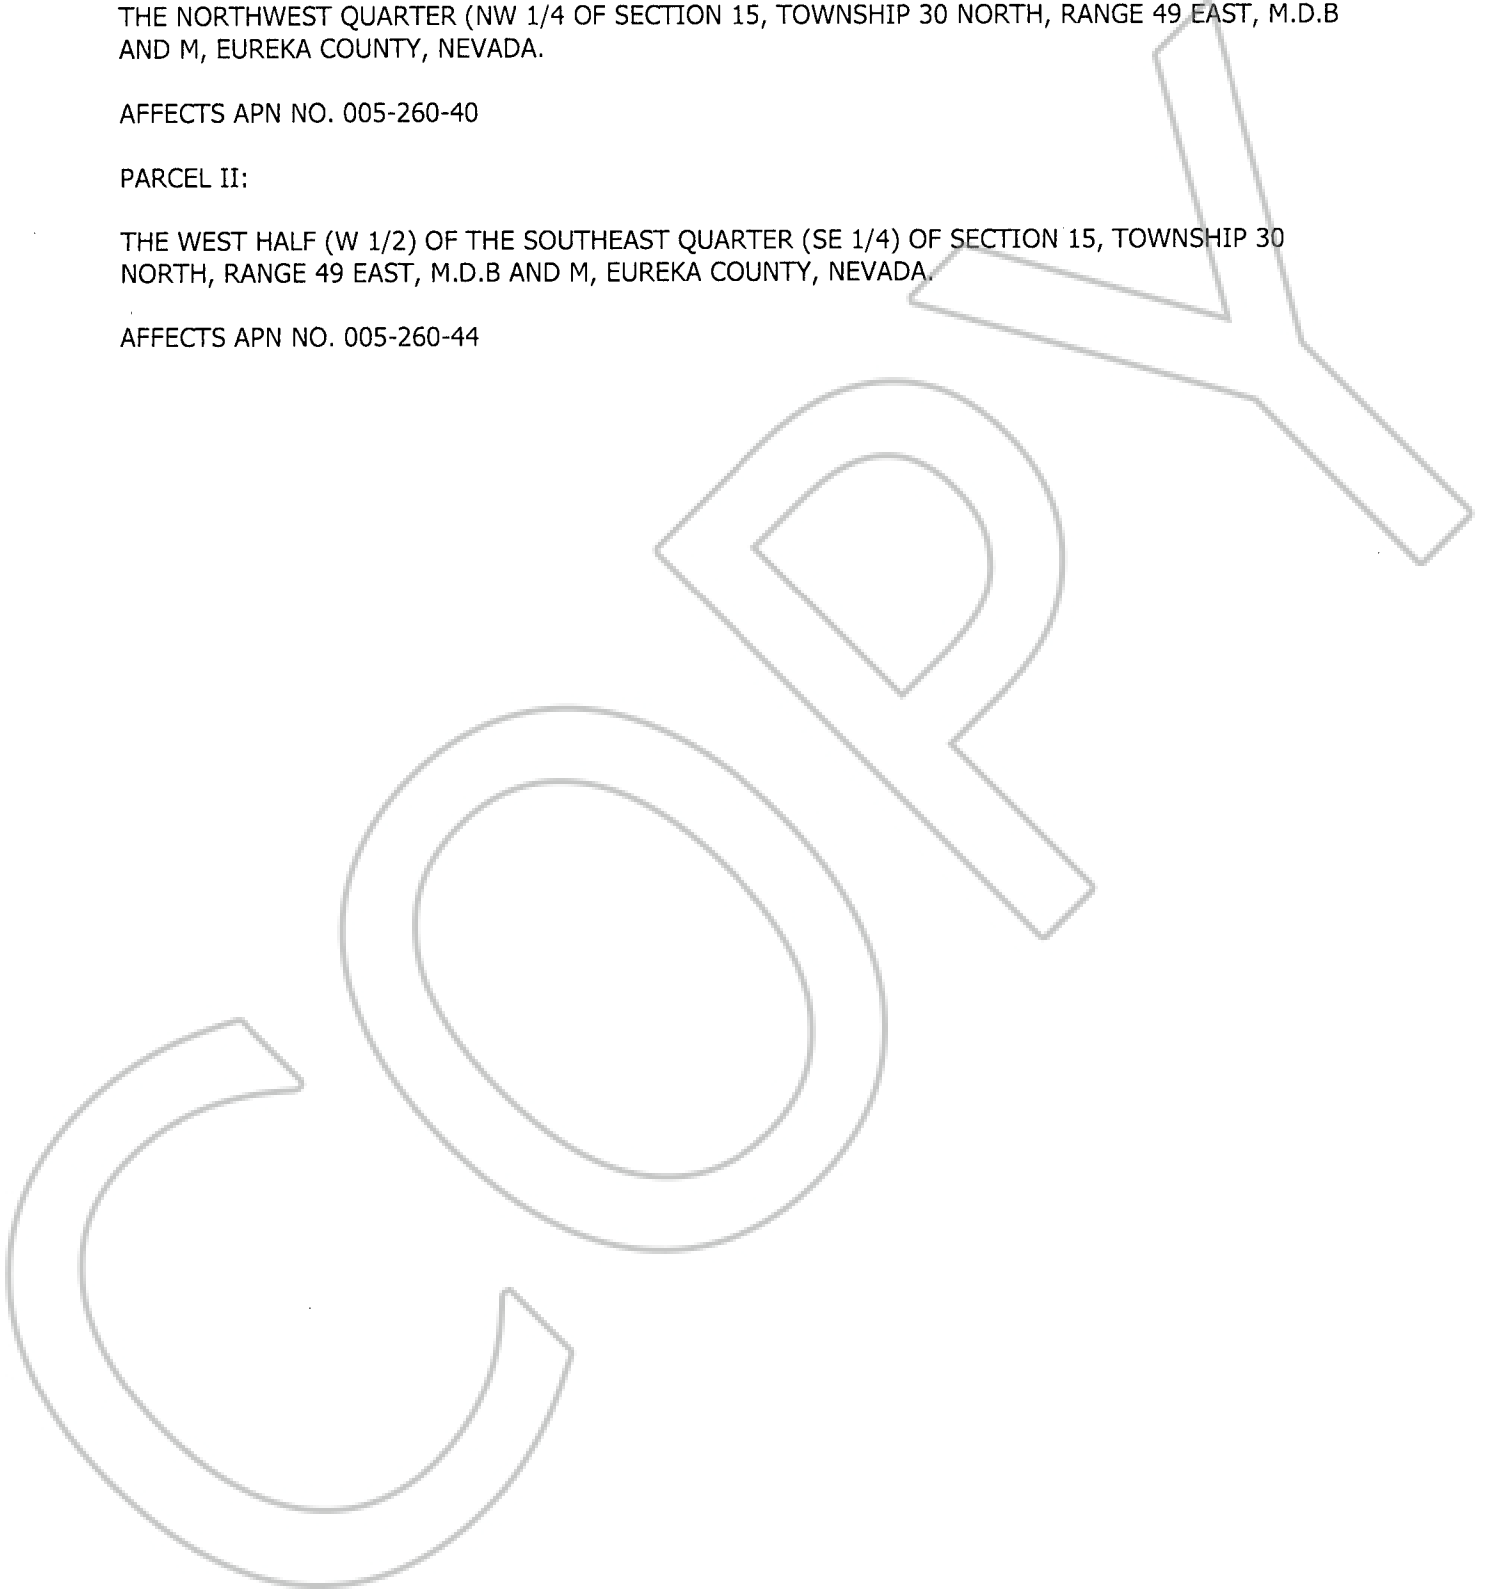 THE NORTHWEST QUARTER (NW 1/4 OF SECTION 15, TOWNSHIP 30 NORTH, RANGE 49 EAST, M.D.B
AND M, EUREKA COUNTY, NEVADA.
AFFECTS APN NO. 005-260-40
PARCEL II:
THE WEST HALF (W 1/2) OF THE SOUTHEAST QUARTER (SE 1/4) OF SECTION 15, TOWNSHIP 30
NORTH, RANGE 49 EAST, M.D.B AND M, EUREKA COUNTY, NEVADA.
AFFECTS APN NO. 005-260-44
COPY